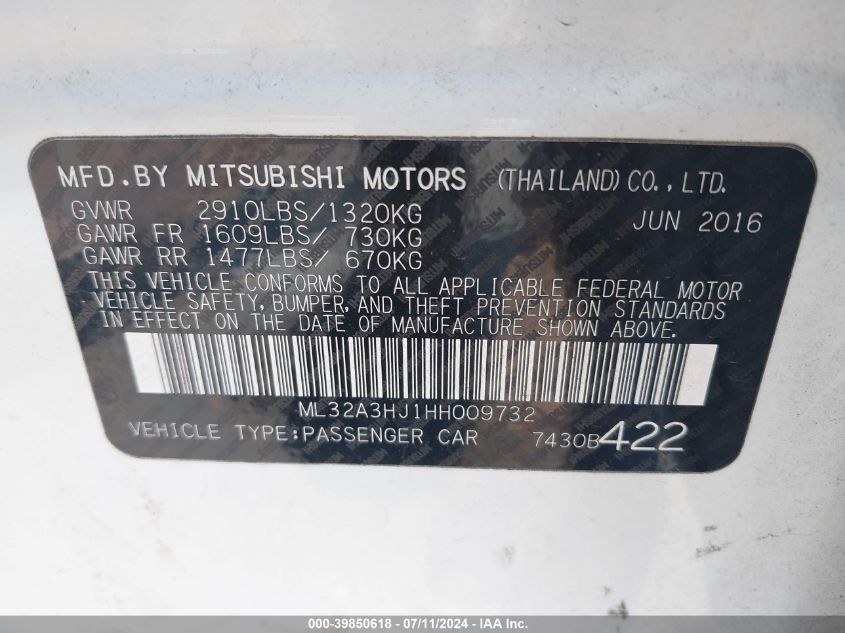 MFD.BY MITSUBISHI MOTORS (THAILAND)CO.,LTD.
GVWR 2910LBS/1320KG JUN 2016
GAWR FR 1609LBS/ 730KG
GAWR RR 1477LBS/ 670KG
THIS VEHICLE CONFORMS TO ALL APPLICABLE FEDERAL MOTOR
VEHICLE SAFETY, BUMPER, AND THEFT PREVENTION STANDARDS
IN EFFECT ON THE DATE OF MANUFACTURE SHOWN ABOVE.
ML32A3HJ1HH009732
VEHICLE TYPE:PASSENGER CAR 7430B422
000-39850618 - 07/11/2024 - IAA Inc.